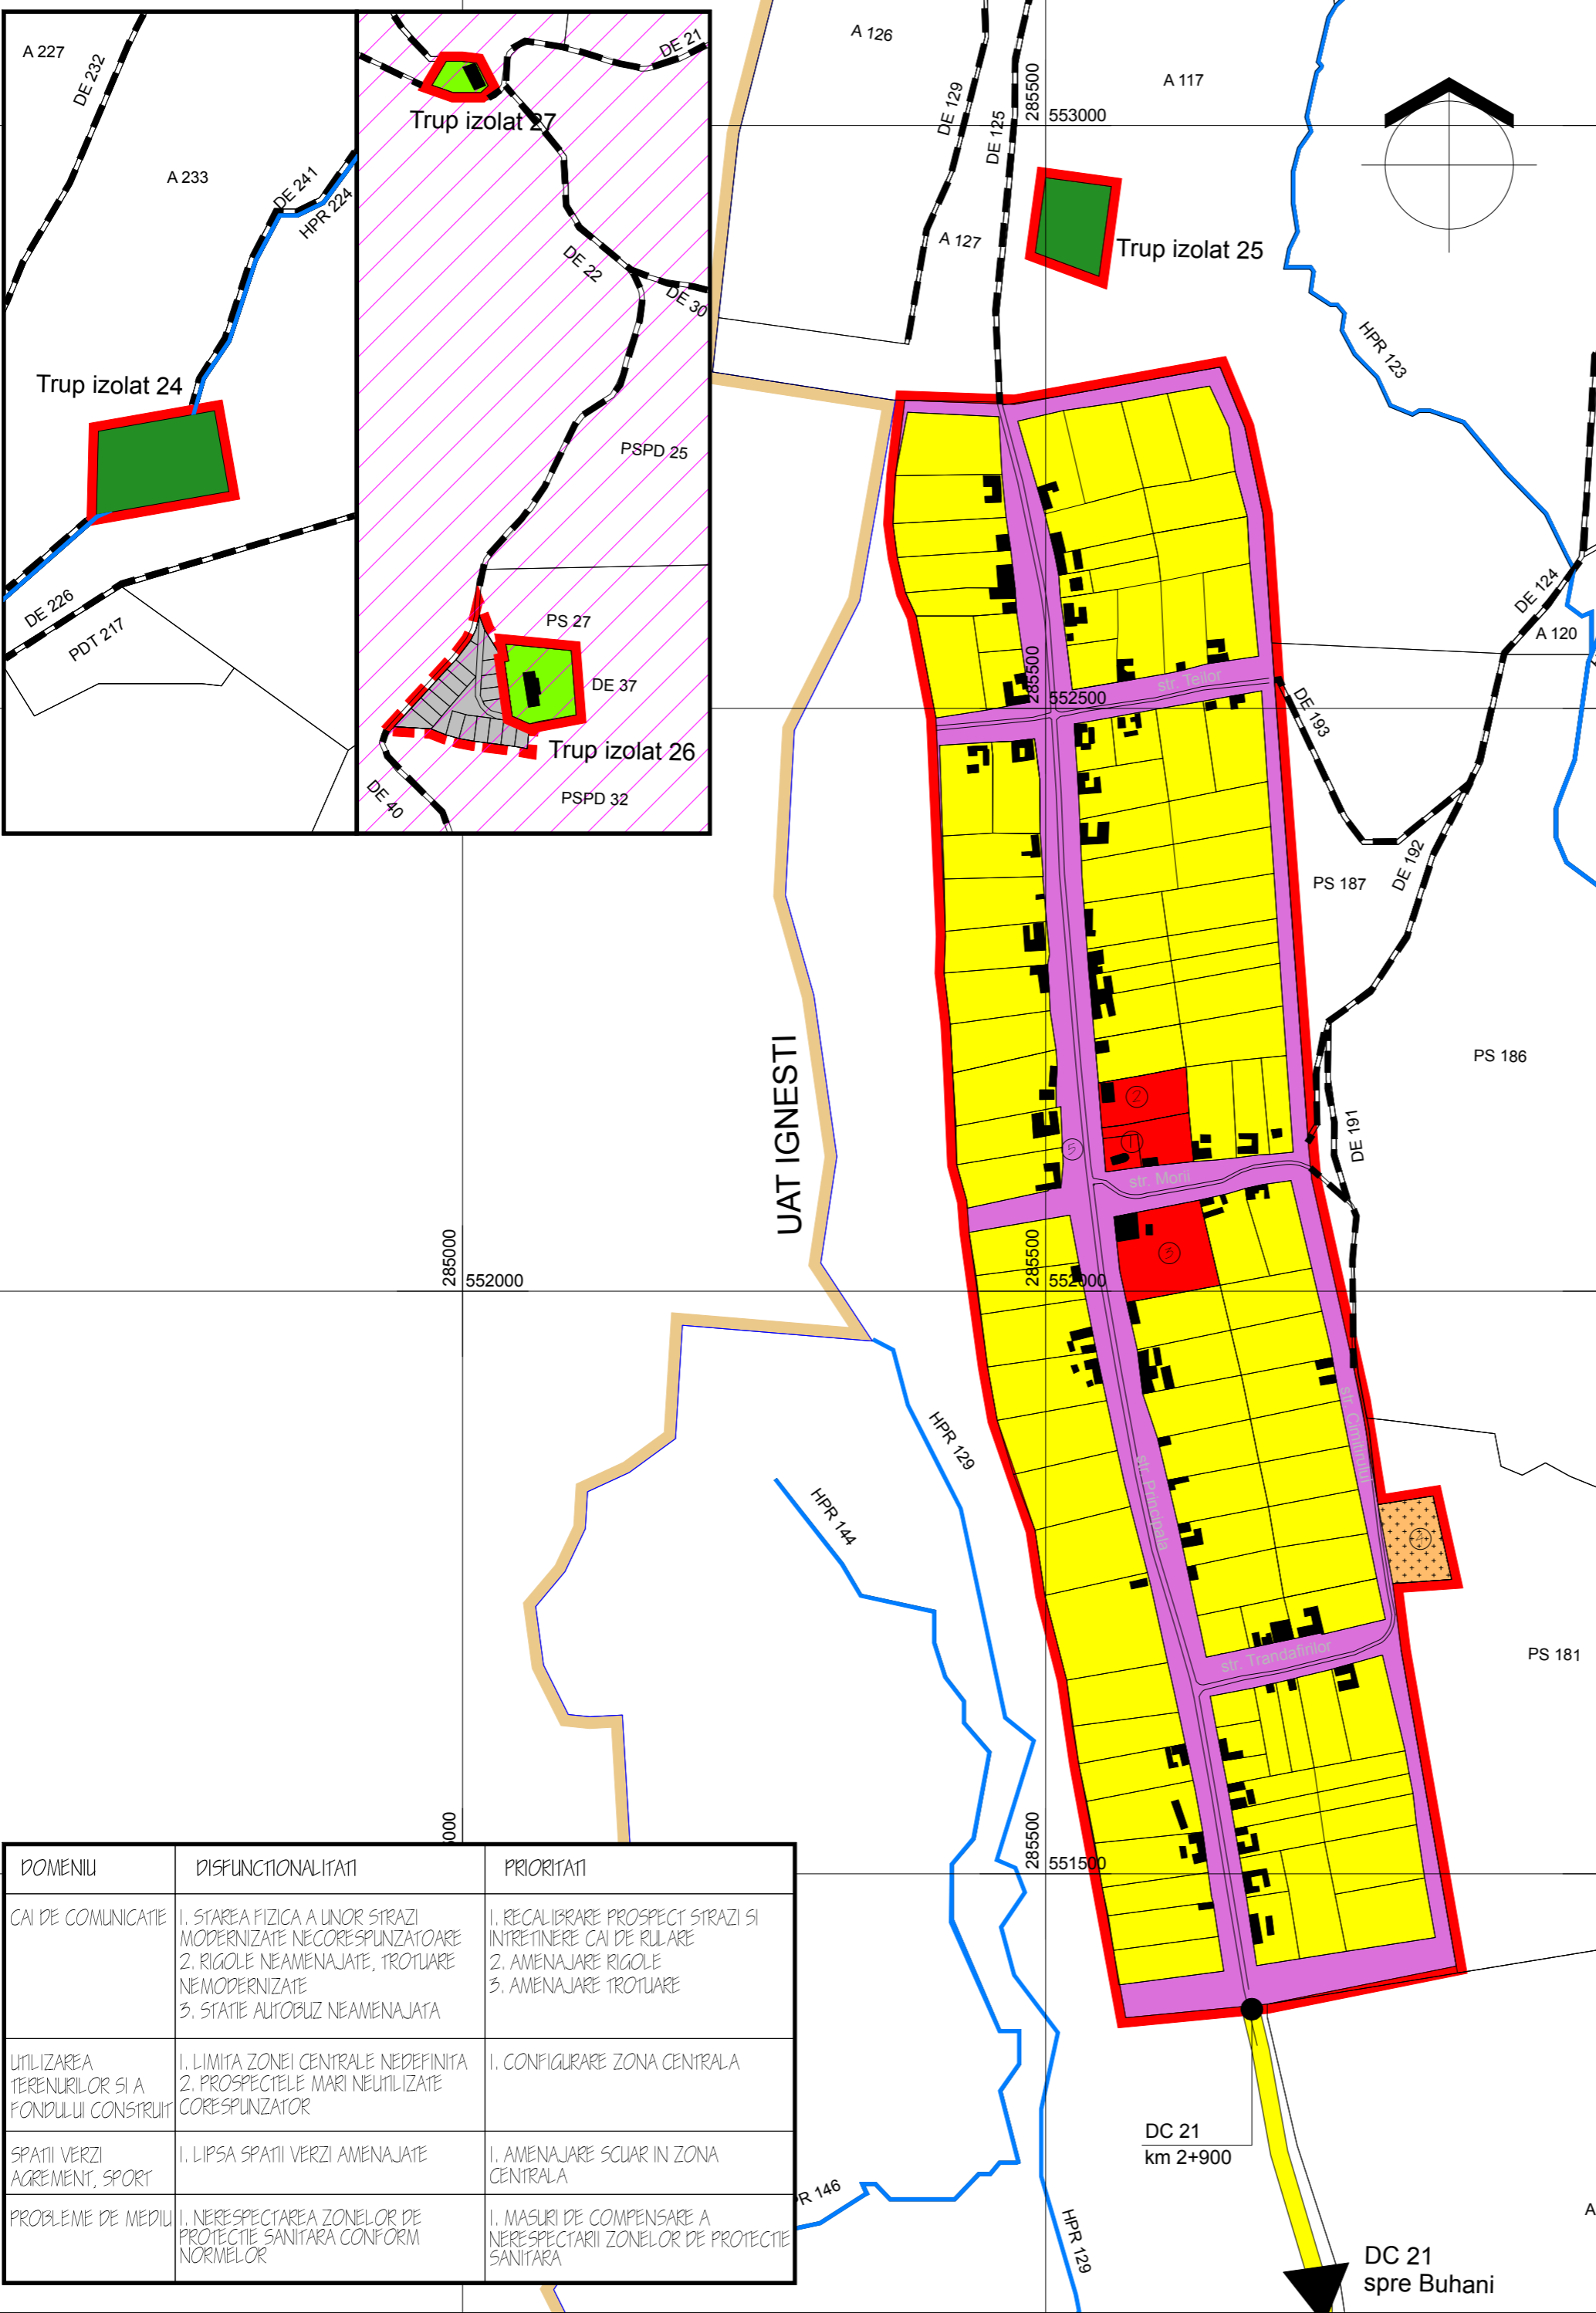 A 227
DE 232
A 233
DE 241
HPR 224
Trup izolat 24
DE 226
PDT 217
DE 21
Trup izolat 27
DE 22
DE 30
PSPD 25
PS 27
DE 37
Trup izolat 26
DE 40
PSPD 32
A 126
DE 129
DE 125
285500
553000
A 117
A 127
Trup izolat 25
HPR 123
DE 124
A 120
285500
552500
str. Teilor
DE 193
DE 192
PS 187
PS 186
DE 191
UAT IGNESTI
2
1
5
str. Morii
3
285000
552000
285500
552000
HPR 129
HPR 144
str. Principala
str. Cimitirului
str. Trandafirilor
PS 181
285500
551500
DC 21
km 2+900
HPR 129
DC 21
spre Buhani
DOMENIU
DISFUNCTIONALITATI
PRIORITATI
CAI DE COMUNICATIE
1. STAREA FIZICA A UNOR STRAZI
MODERNIZATE NECORESPUNZATOARE
2. RIGOLE NEAMENAJATE, TROTUARE
NEMODERNIZATE
3. STATIE AUTOBUZ NEAMENAJATA
1. RECALIBRARE PROSPECT STRAZI SI
INTRETINERE CAI DE RULARE
2. AMENAJARE RIGOLE
3. AMENAJARE TROTUARE
UTILIZAREA
TERENURILOR SI A
FONDULUI CONSTRUIT
1. LIMITA ZONEI CENTRALE NEDEFINITA
2. PROSPECTELE MARI NEUTILIZATE
CORESPUNZATOR
1. CONFIGURARE ZONA CENTRALA
SPATII VERZI
AGREMENT, SPORT
1. LIPSA SPATII VERZI AMENAJATE
1. AMENAJARE SCUAR IN ZONA
CENTRALA
PROBLEME DE MEDIU
1. NERESPECTAREA ZONELOR DE
PROTECTIE SANITARA CONFORM
NORMELOR
1. MASURI DE COMPENSARE A
NERESPECTARII ZONELOR DE PROTECTIE
SANITARA